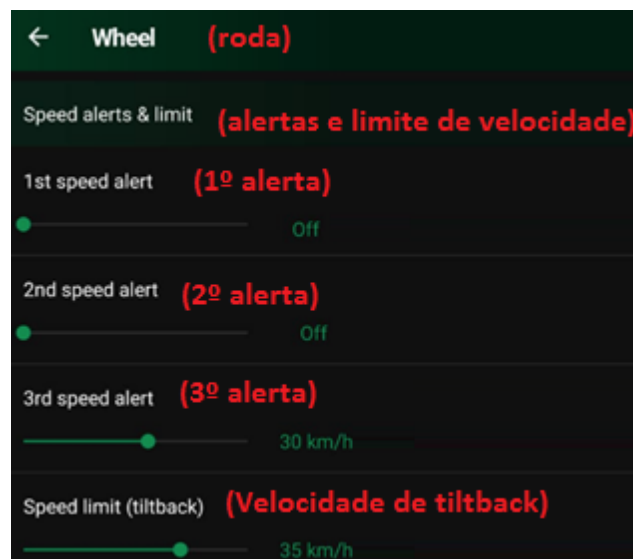 Wheel (roda)
Speed alerts & limit (alertas e limite de velocidade)
1st speed alert (1º alerta)
Off
2nd speed alert (2º alerta)
Off
3rd speed alert (3º alerta)
30 km/h
Speed limit (tiltback) (Velocidade de tiltback)
35 km/h